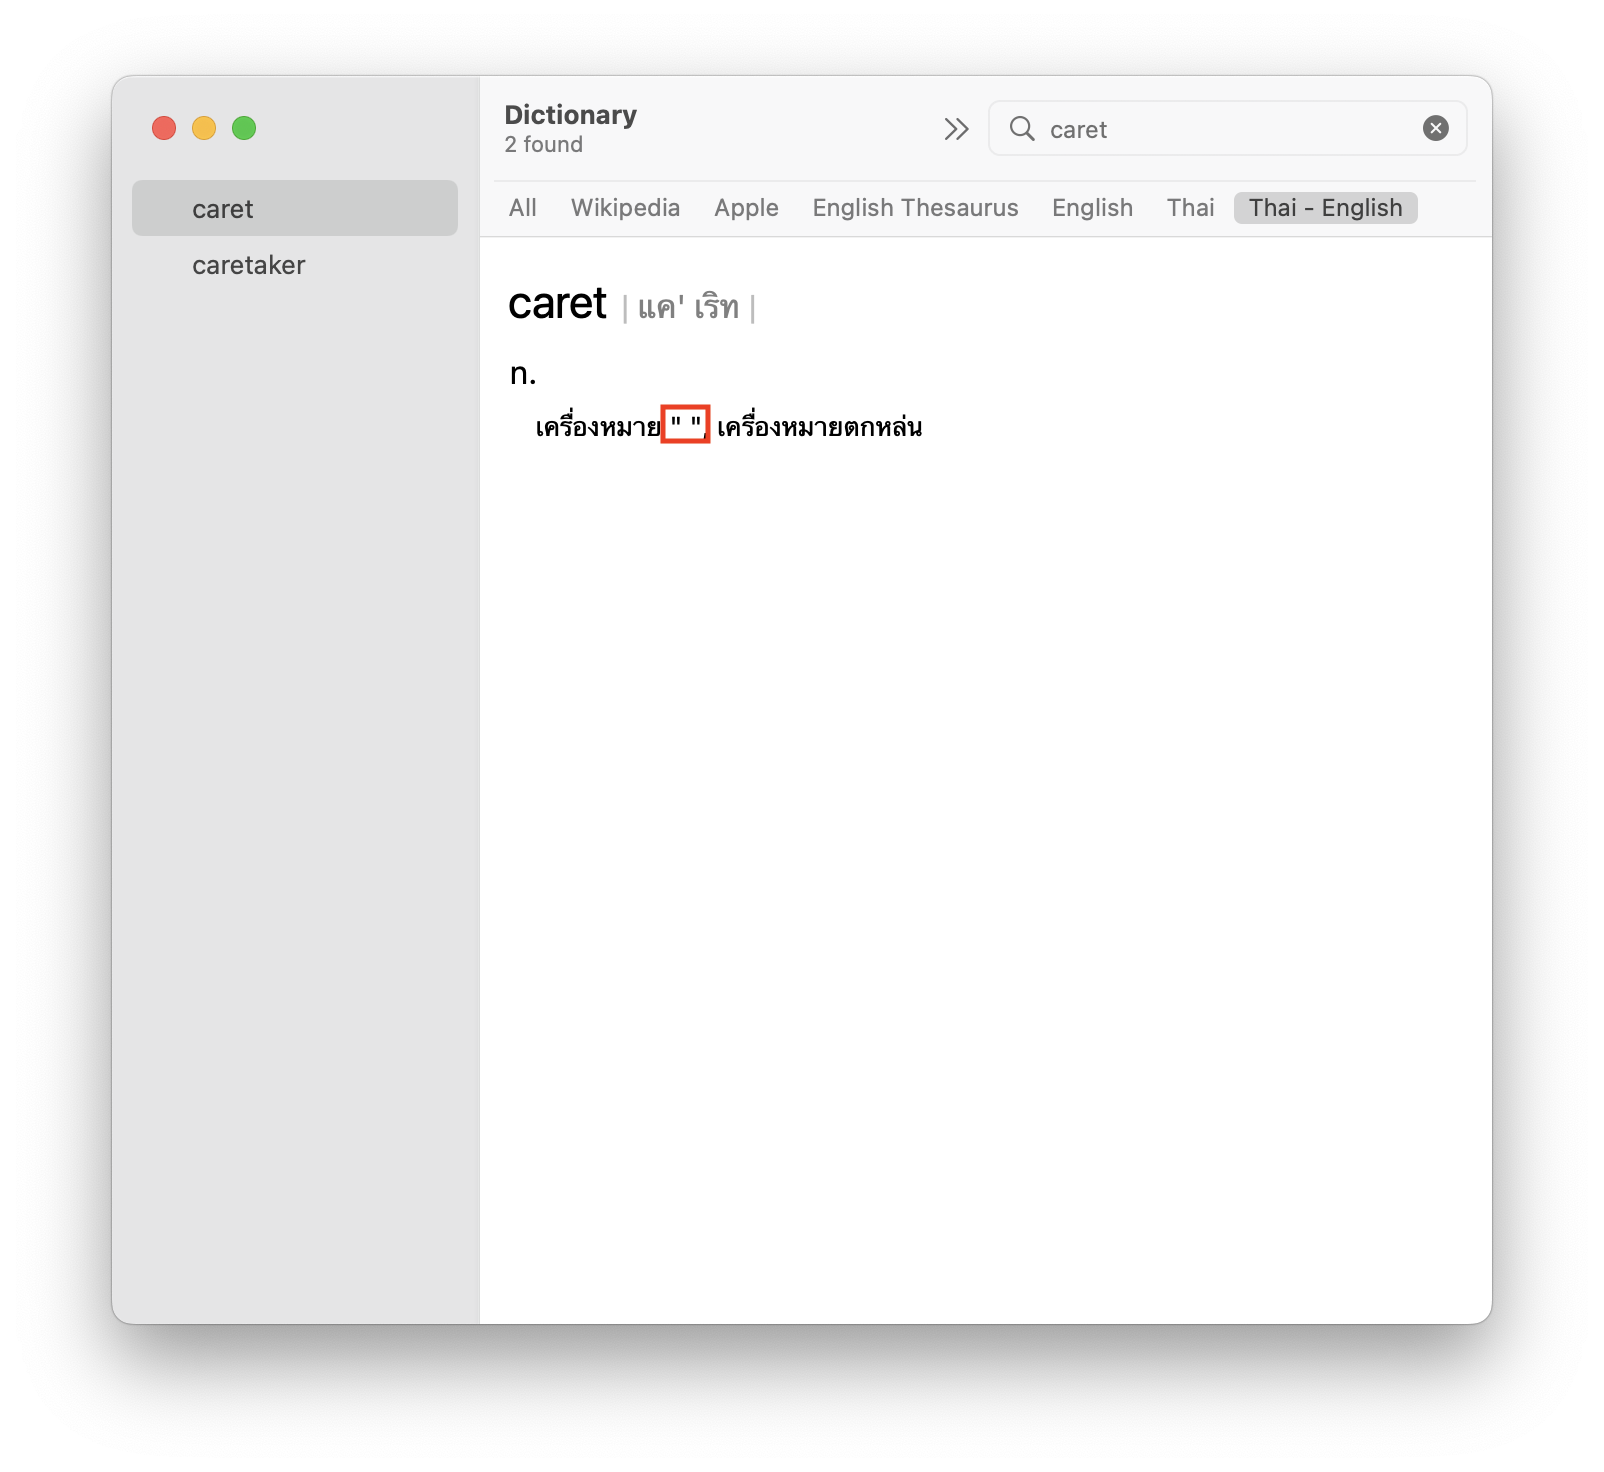 Dictionary
2 found
caret
caret
caretaker
All Wikipedia Apple English Thesaurus English Thai Thai - English
caret | แค' เริท |
n.
เครื่องหมาย " ", เครื่องหมายตกหล่น